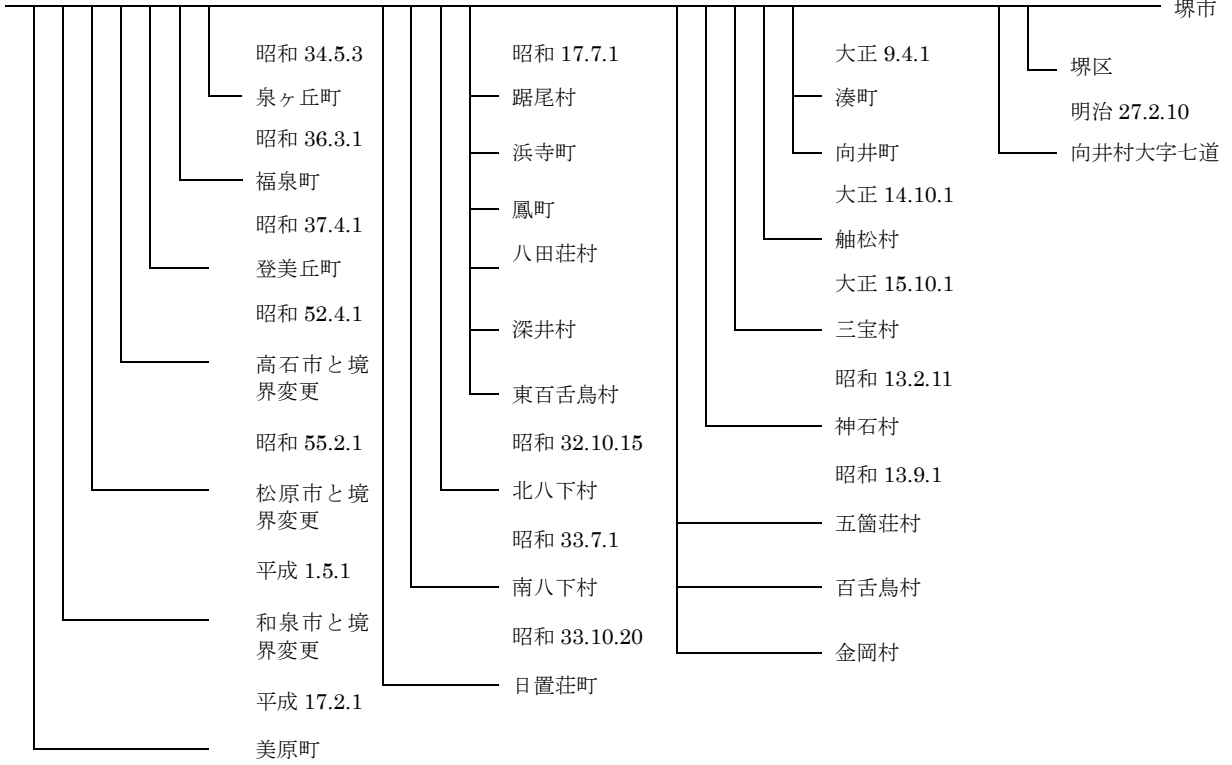 堺市
堺区
明治 27.2.10
向井村大字七道
大正 9.4.1
湊町
向井町
大正 14.10.1
舳松村
大正 15.10.1
三宝村
昭和 13.2.11
神石村
昭和 13.9.1
五箇荘村
百舌鳥村
金岡村
昭和 17.7.1
踞尾村
浜寺町
鳳町
八田荘村
深井村
東百舌鳥村
昭和 32.10.15
北八下村
昭和 33.7.1
南八下村
昭和 33.10.20
日置荘町
昭和 34.5.3
泉ヶ丘町
昭和 36.3.1
福泉町
昭和 37.4.1
登美丘町
昭和 52.4.1
高石市と境
界変更
昭和 55.2.1
松原市と境
界変更
平成 1.5.1
和泉市と境
界変更
平成 17.2.1
美原町